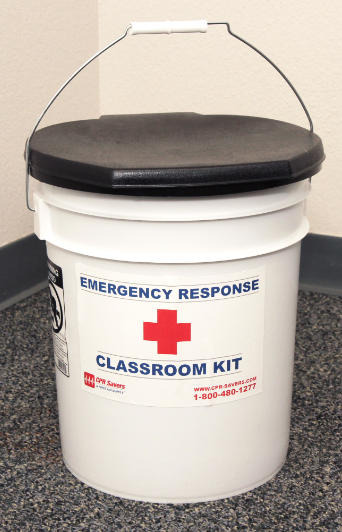 EMERGENCY RESPONSE
CLASSROOM KIT
CPR Savers
WWW.CPR-SAVERS.COM
1-800-480-1277